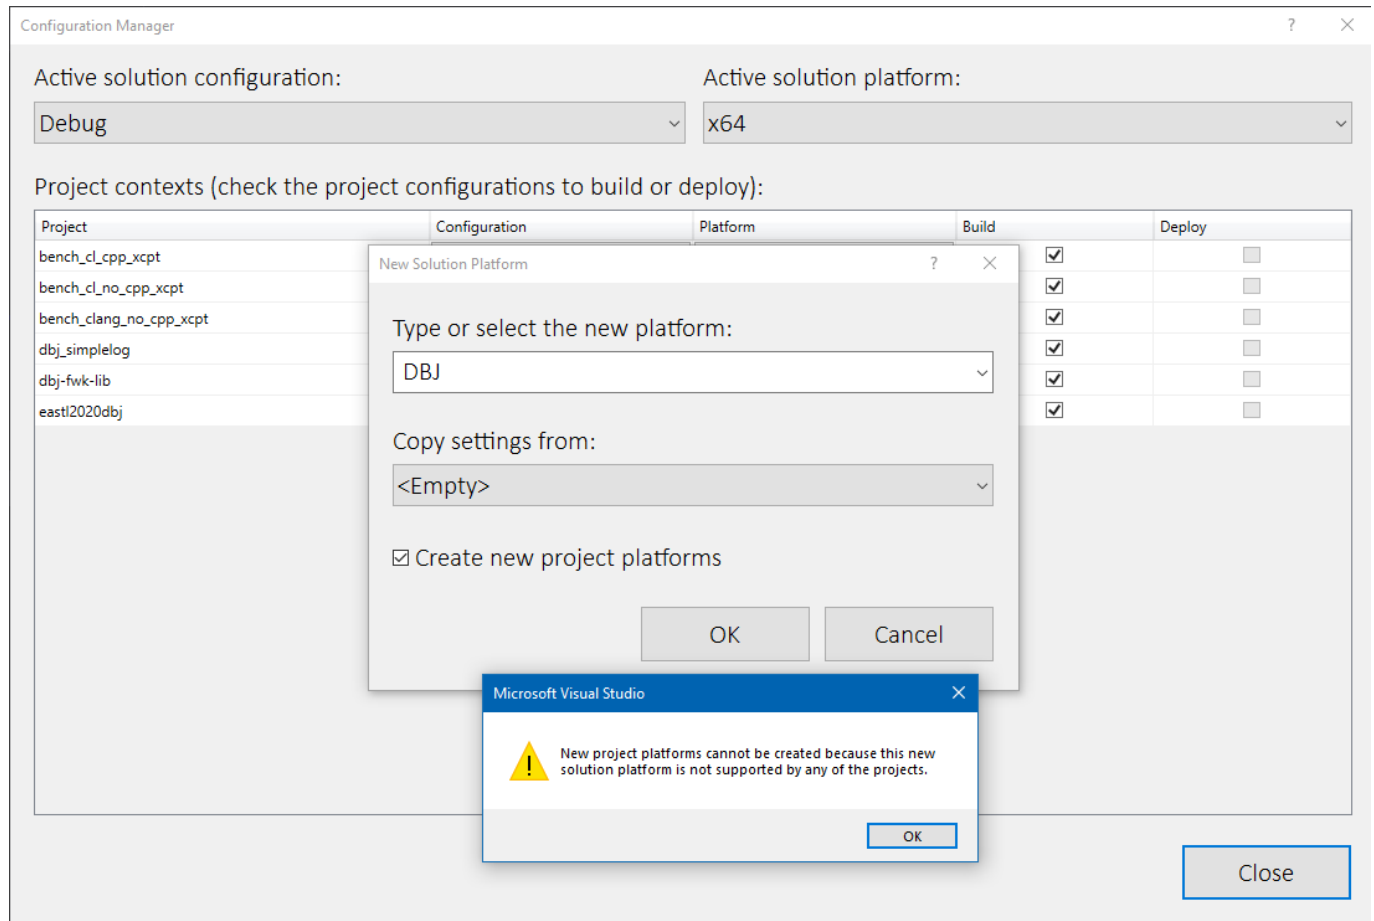 Configuration Manager
?
Active solution configuration:
Active solution platform:
Debug
x64
Project contexts (check the project configurations to build or deploy):
Project Configuration Platform Build Deploy
bench_cl_cpp_xcpt
bench_cl_no_cpp_xcpt
bench_clang_no_cpp_xcpt
dbj_simplelog
dbj-fwk-lib
eastl2020dbj
New Solution Platform
?
Type or select the new platform:
DBJ
Copy settings from:
<Empty>
Create new project platforms
OK
Cancel
Microsoft Visual Studio
New project platforms cannot be created because this new
solution platform is not supported by any of the projects.
OK
Close